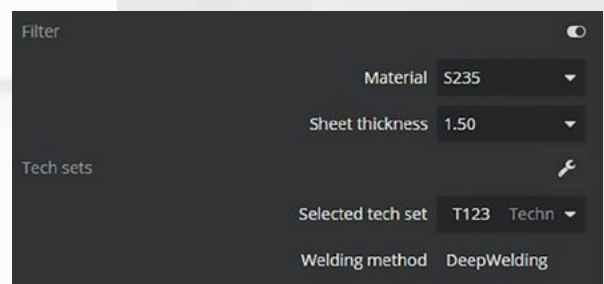 Filter
Material S235
Sheet thickness 1.50
Tech sets
Selected tech set T123 Techn
Welding method DeepWelding